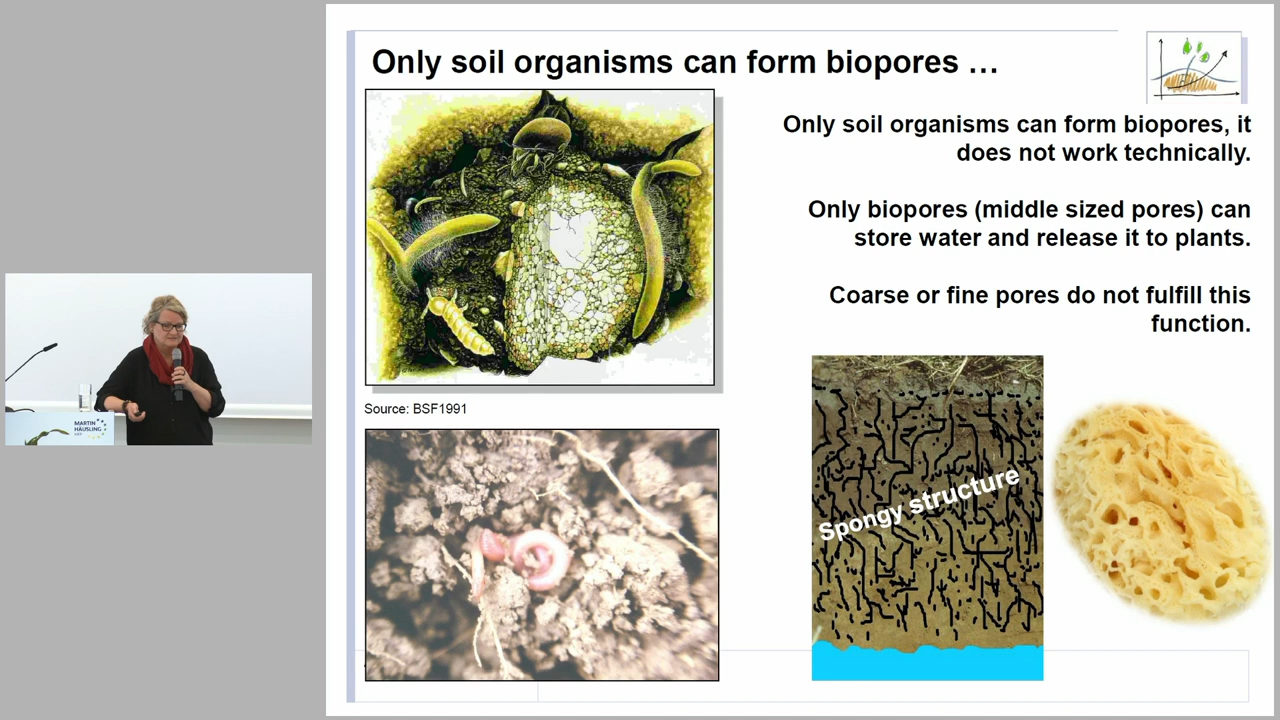 Only soil organisms can form biopores …
Only soil organisms can form biopores, it
does not work technically.
Only biopores (middle sized pores) can
store water and release it to plants.
Coarse or fine pores do not fulfill this
function.
Source: BSF1991
Spongy structure
MARTIN
HÄUSLING